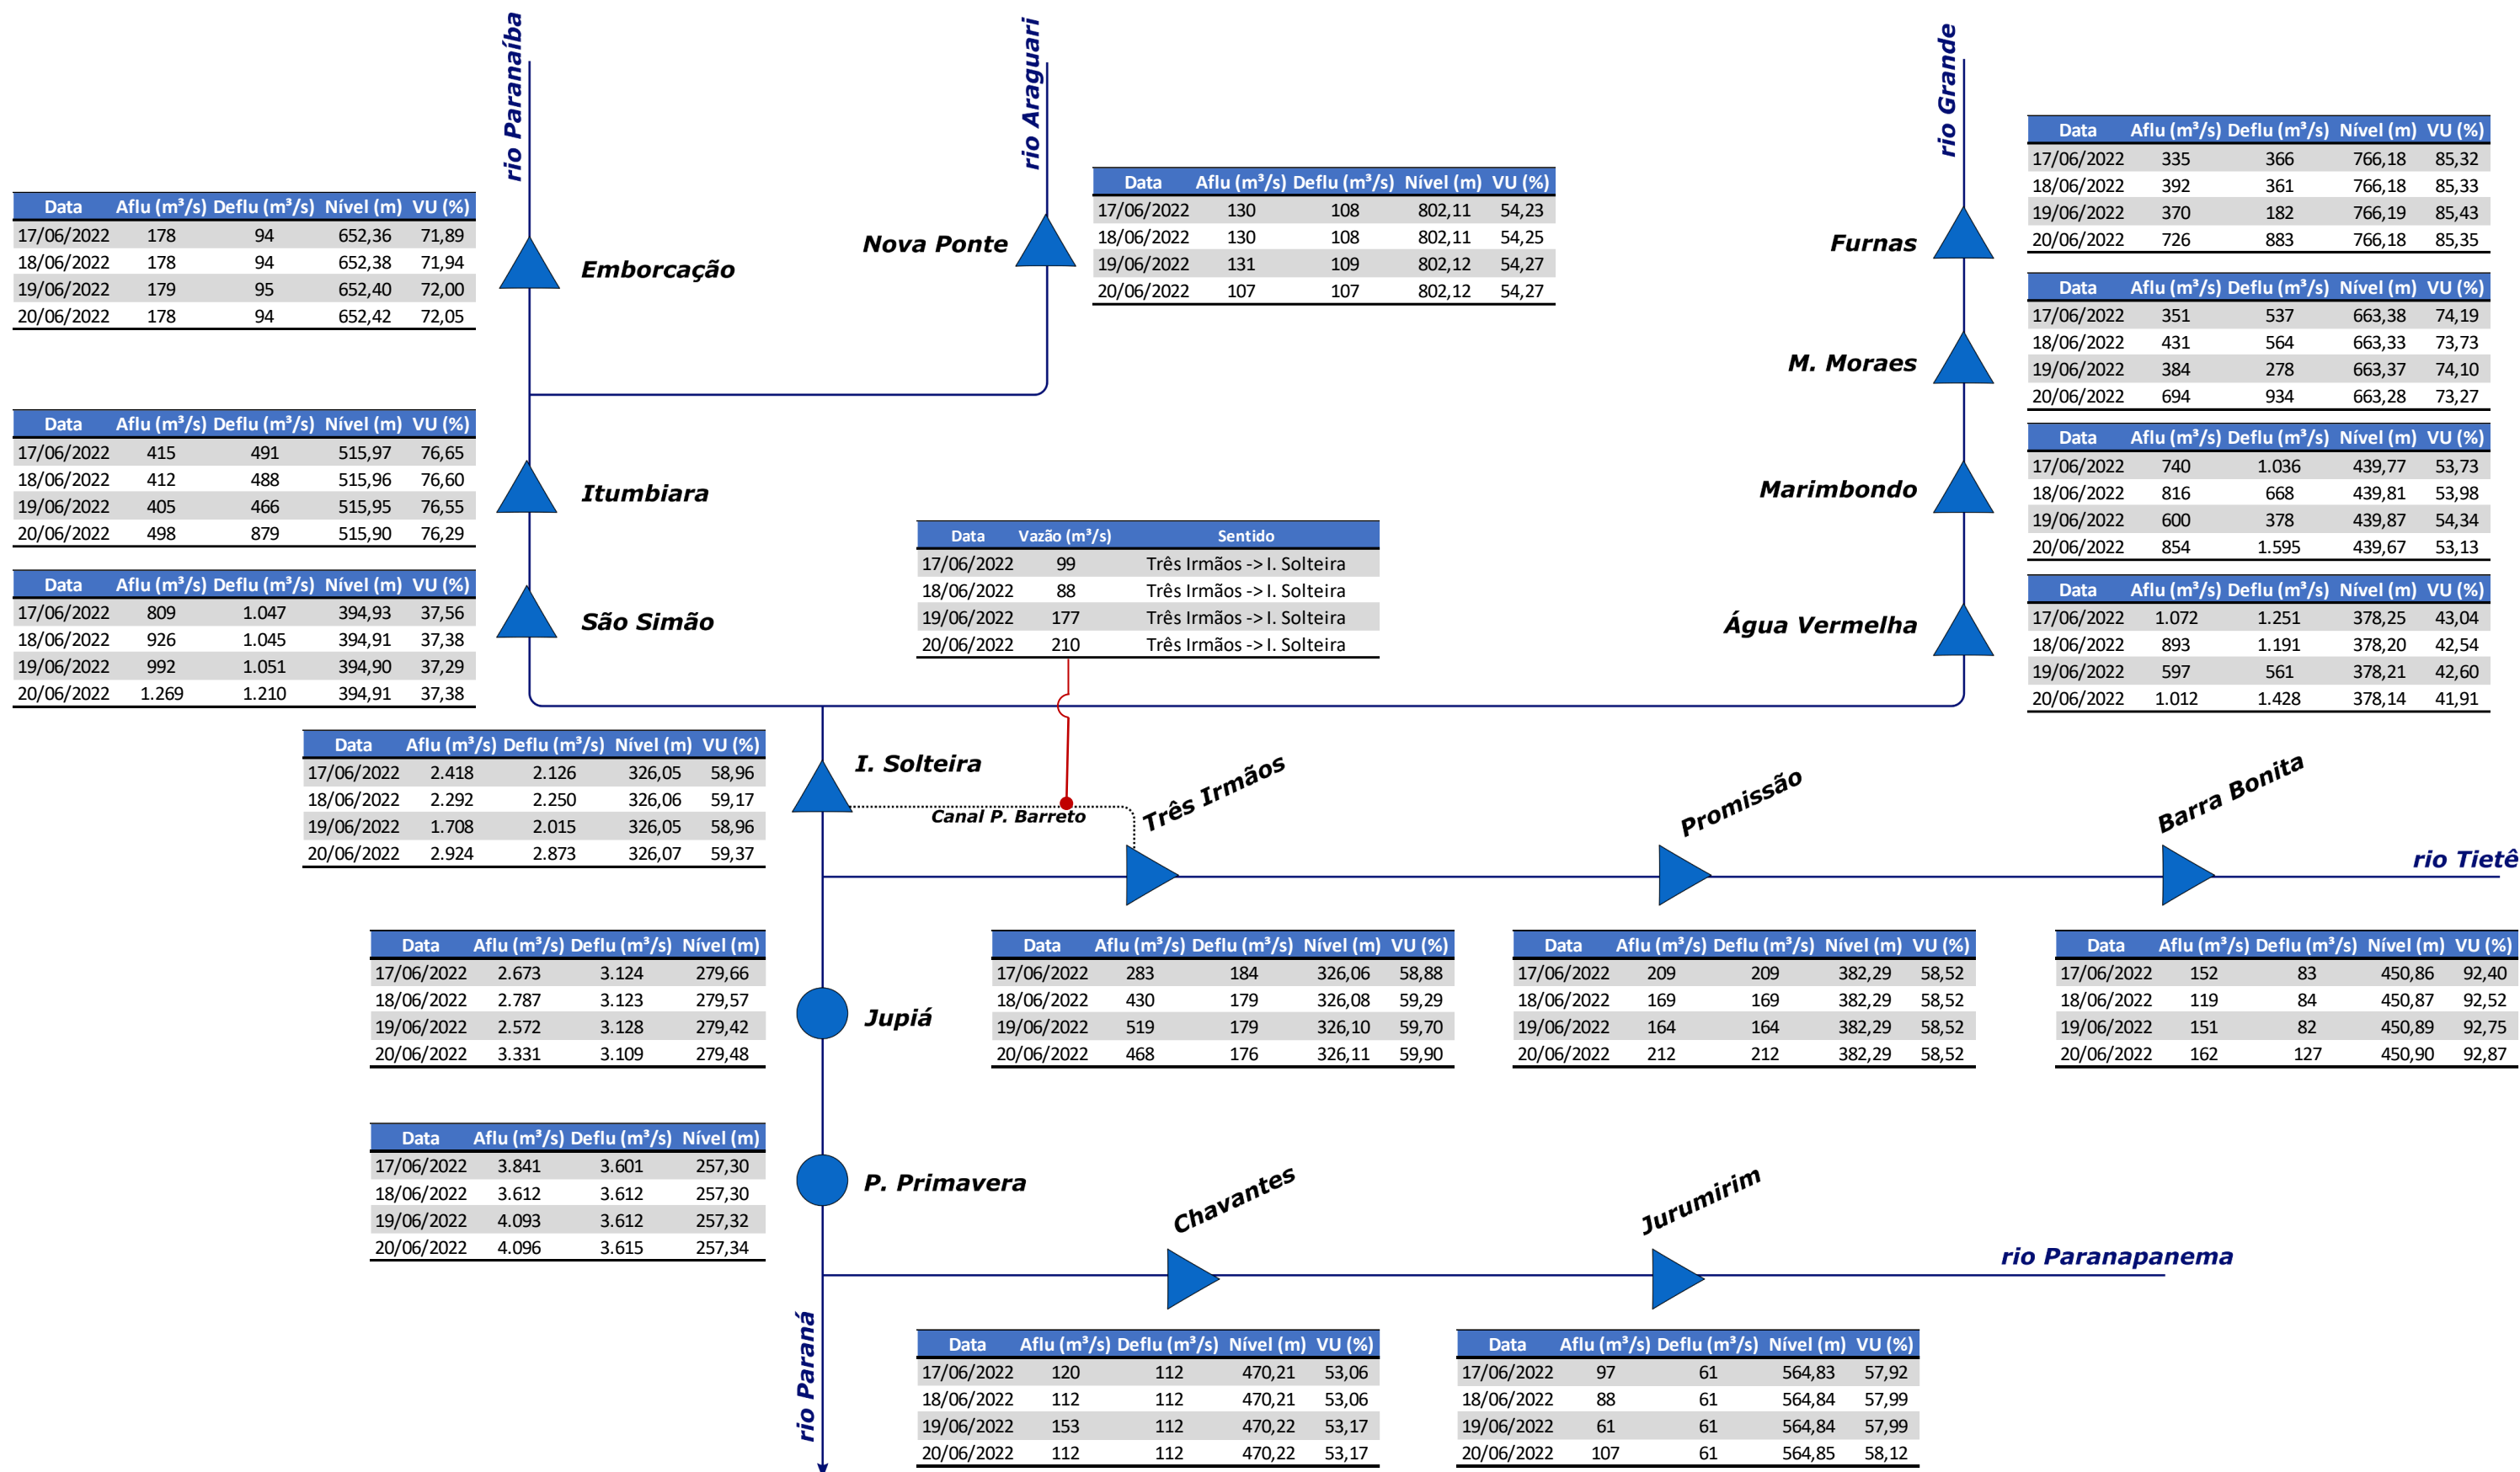 rio Paranaíba
rio Araguari
rio Grande
Data Aflu (m³/s) Deflu (m³/s) Nível (m) VU (%)
17/06/2022 335 366 766,18 85,32
18/06/2022 392 361 766,18 85,33
19/06/2022 370 182 766,19 85,43
20/06/2022 726 883 766,18 85,35
Furnas
Data Aflu (m³/s) Deflu (m³/s) Nível (m) VU (%)
17/06/2022 130 108 802,11 54,23
18/06/2022 130 108 802,11 54,25
19/06/2022 131 109 802,12 54,27
20/06/2022 107 107 802,12 54,27
Nova Ponte
Data Aflu (m³/s) Deflu (m³/s) Nível (m) VU (%)
17/06/2022 178 94 652,36 71,89
18/06/2022 178 94 652,38 71,94
19/06/2022 179 95 652,40 72,00
20/06/2022 178 94 652,42 72,05
Emborcação
Data Aflu (m³/s) Deflu (m³/s) Nível (m) VU (%)
17/06/2022 351 537 663,38 74,19
18/06/2022 431 564 663,33 73,73
19/06/2022 384 278 663,37 74,10
20/06/2022 694 934 663,28 73,27
M. Moraes
Data Aflu (m³/s) Deflu (m³/s) Nível (m) VU (%)
17/06/2022 415 491 515,97 76,65
18/06/2022 412 488 515,96 76,60
19/06/2022 405 466 515,95 76,55
20/06/2022 498 879 515,90 76,29
Itumbiara
Data Aflu (m³/s) Deflu (m³/s) Nível (m) VU (%)
17/06/2022 740 1.036 439,77 53,73
18/06/2022 816 668 439,81 53,98
19/06/2022 600 378 439,87 54,34
20/06/2022 854 1.595 439,67 53,13
Marimbondo
Data Vazão (m³/s) Sentido
17/06/2022 99 Três Irmãos -> I. Solteira
18/06/2022 88 Três Irmãos -> I. Solteira
19/06/2022 177 Três Irmãos -> I. Solteira
20/06/2022 210 Três Irmãos -> I. Solteira
Data Aflu (m³/s) Deflu (m³/s) Nível (m) VU (%)
17/06/2022 809 1.047 394,93 37,56
18/06/2022 926 1.045 394,91 37,38
19/06/2022 992 1.051 394,90 37,29
20/06/2022 1.269 1.210 394,91 37,38
São Simão
Data Aflu (m³/s) Deflu (m³/s) Nível (m) VU (%)
17/06/2022 1.072 1.251 378,25 43,04
18/06/2022 893 1.191 378,20 42,54
19/06/2022 597 561 378,21 42,60
20/06/2022 1.012 1.428 378,14 41,91
Água Vermelha
Data Aflu (m³/s) Deflu (m³/s) Nível (m) VU (%)
17/06/2022 2.418 2.126 326,05 58,96
18/06/2022 2.292 2.250 326,06 59,17
19/06/2022 1.708 2.015 326,05 58,96
20/06/2022 2.924 2.873 326,07 59,37
I. Solteira
Canal P. Barreto
Três Irmãos
Promissão
Barra Bonita
rio Tietê
Data Aflu (m³/s) Deflu (m³/s) Nível (m)
17/06/2022 2.673 3.124 279,66
18/06/2022 2.787 3.123 279,57
19/06/2022 2.572 3.128 279,42
20/06/2022 3.331 3.109 279,48
Jupiá
Data Aflu (m³/s) Deflu (m³/s) Nível (m) VU (%)
17/06/2022 283 184 326,06 58,88
18/06/2022 430 179 326,08 59,29
19/06/2022 519 179 326,10 59,70
20/06/2022 468 176 326,11 59,90
Data Aflu (m³/s) Deflu (m³/s) Nível (m) VU (%)
17/06/2022 209 209 382,29 58,52
18/06/2022 169 169 382,29 58,52
19/06/2022 164 164 382,29 58,52
20/06/2022 212 212 382,29 58,52
Data Aflu (m³/s) Deflu (m³/s) Nível (m) VU (%)
17/06/2022 152 83 450,86 92,40
18/06/2022 119 84 450,87 92,52
19/06/2022 151 82 450,89 92,75
20/06/2022 162 127 450,90 92,87
Data Aflu (m³/s) Deflu (m³/s) Nível (m)
17/06/2022 3.841 3.601 257,30
18/06/2022 3.612 3.612 257,30
19/06/2022 4.093 3.612 257,32
20/06/2022 4.096 3.615 257,34
P. Primavera
Chavantes
Jurumirim
rio Paranapanema
rio Paraná
Data Aflu (m³/s) Deflu (m³/s) Nível (m) VU (%)
17/06/2022 120 112 470,21 53,06
18/06/2022 112 112 470,21 53,06
19/06/2022 153 112 470,22 53,17
20/06/2022 112 112 470,22 53,17
Data Aflu (m³/s) Deflu (m³/s) Nível (m) VU (%)
17/06/2022 97 61 564,83 57,92
18/06/2022 88 61 564,84 57,99
19/06/2022 61 61 564,84 57,99
20/06/2022 107 61 564,85 58,12